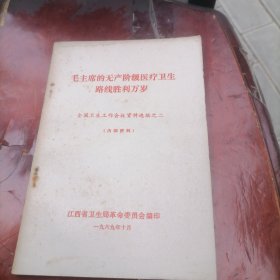 毛主席的无产阶级医疗卫生
路线胜利万岁
全国卫生工作会议资料选编之二
(内部资料)
江西省卫生局革命委员会编印
一九六九年十月